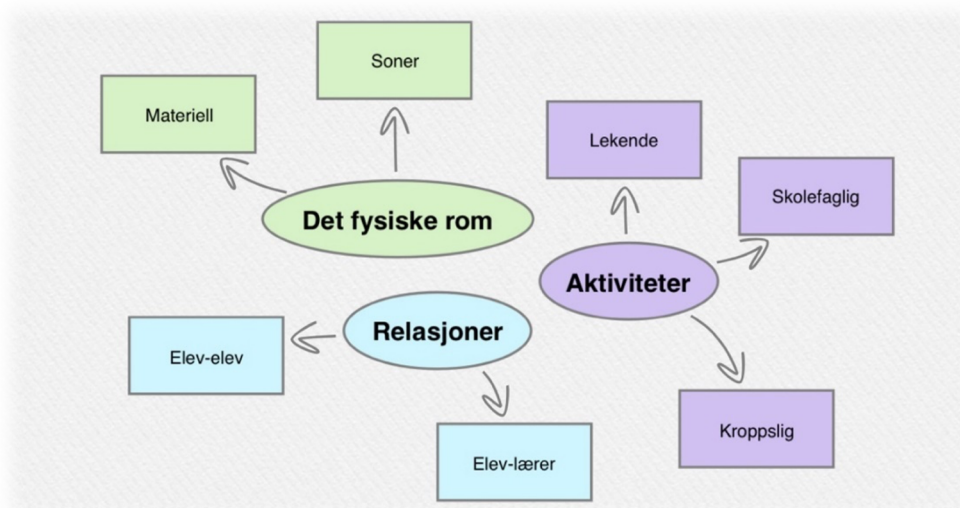 Soner
Materiell
Lekende
Skolefaglig
Det fysiske rom
Aktiviteter
Relasjoner
Elev-elev
Kroppslig
Elev-lærer